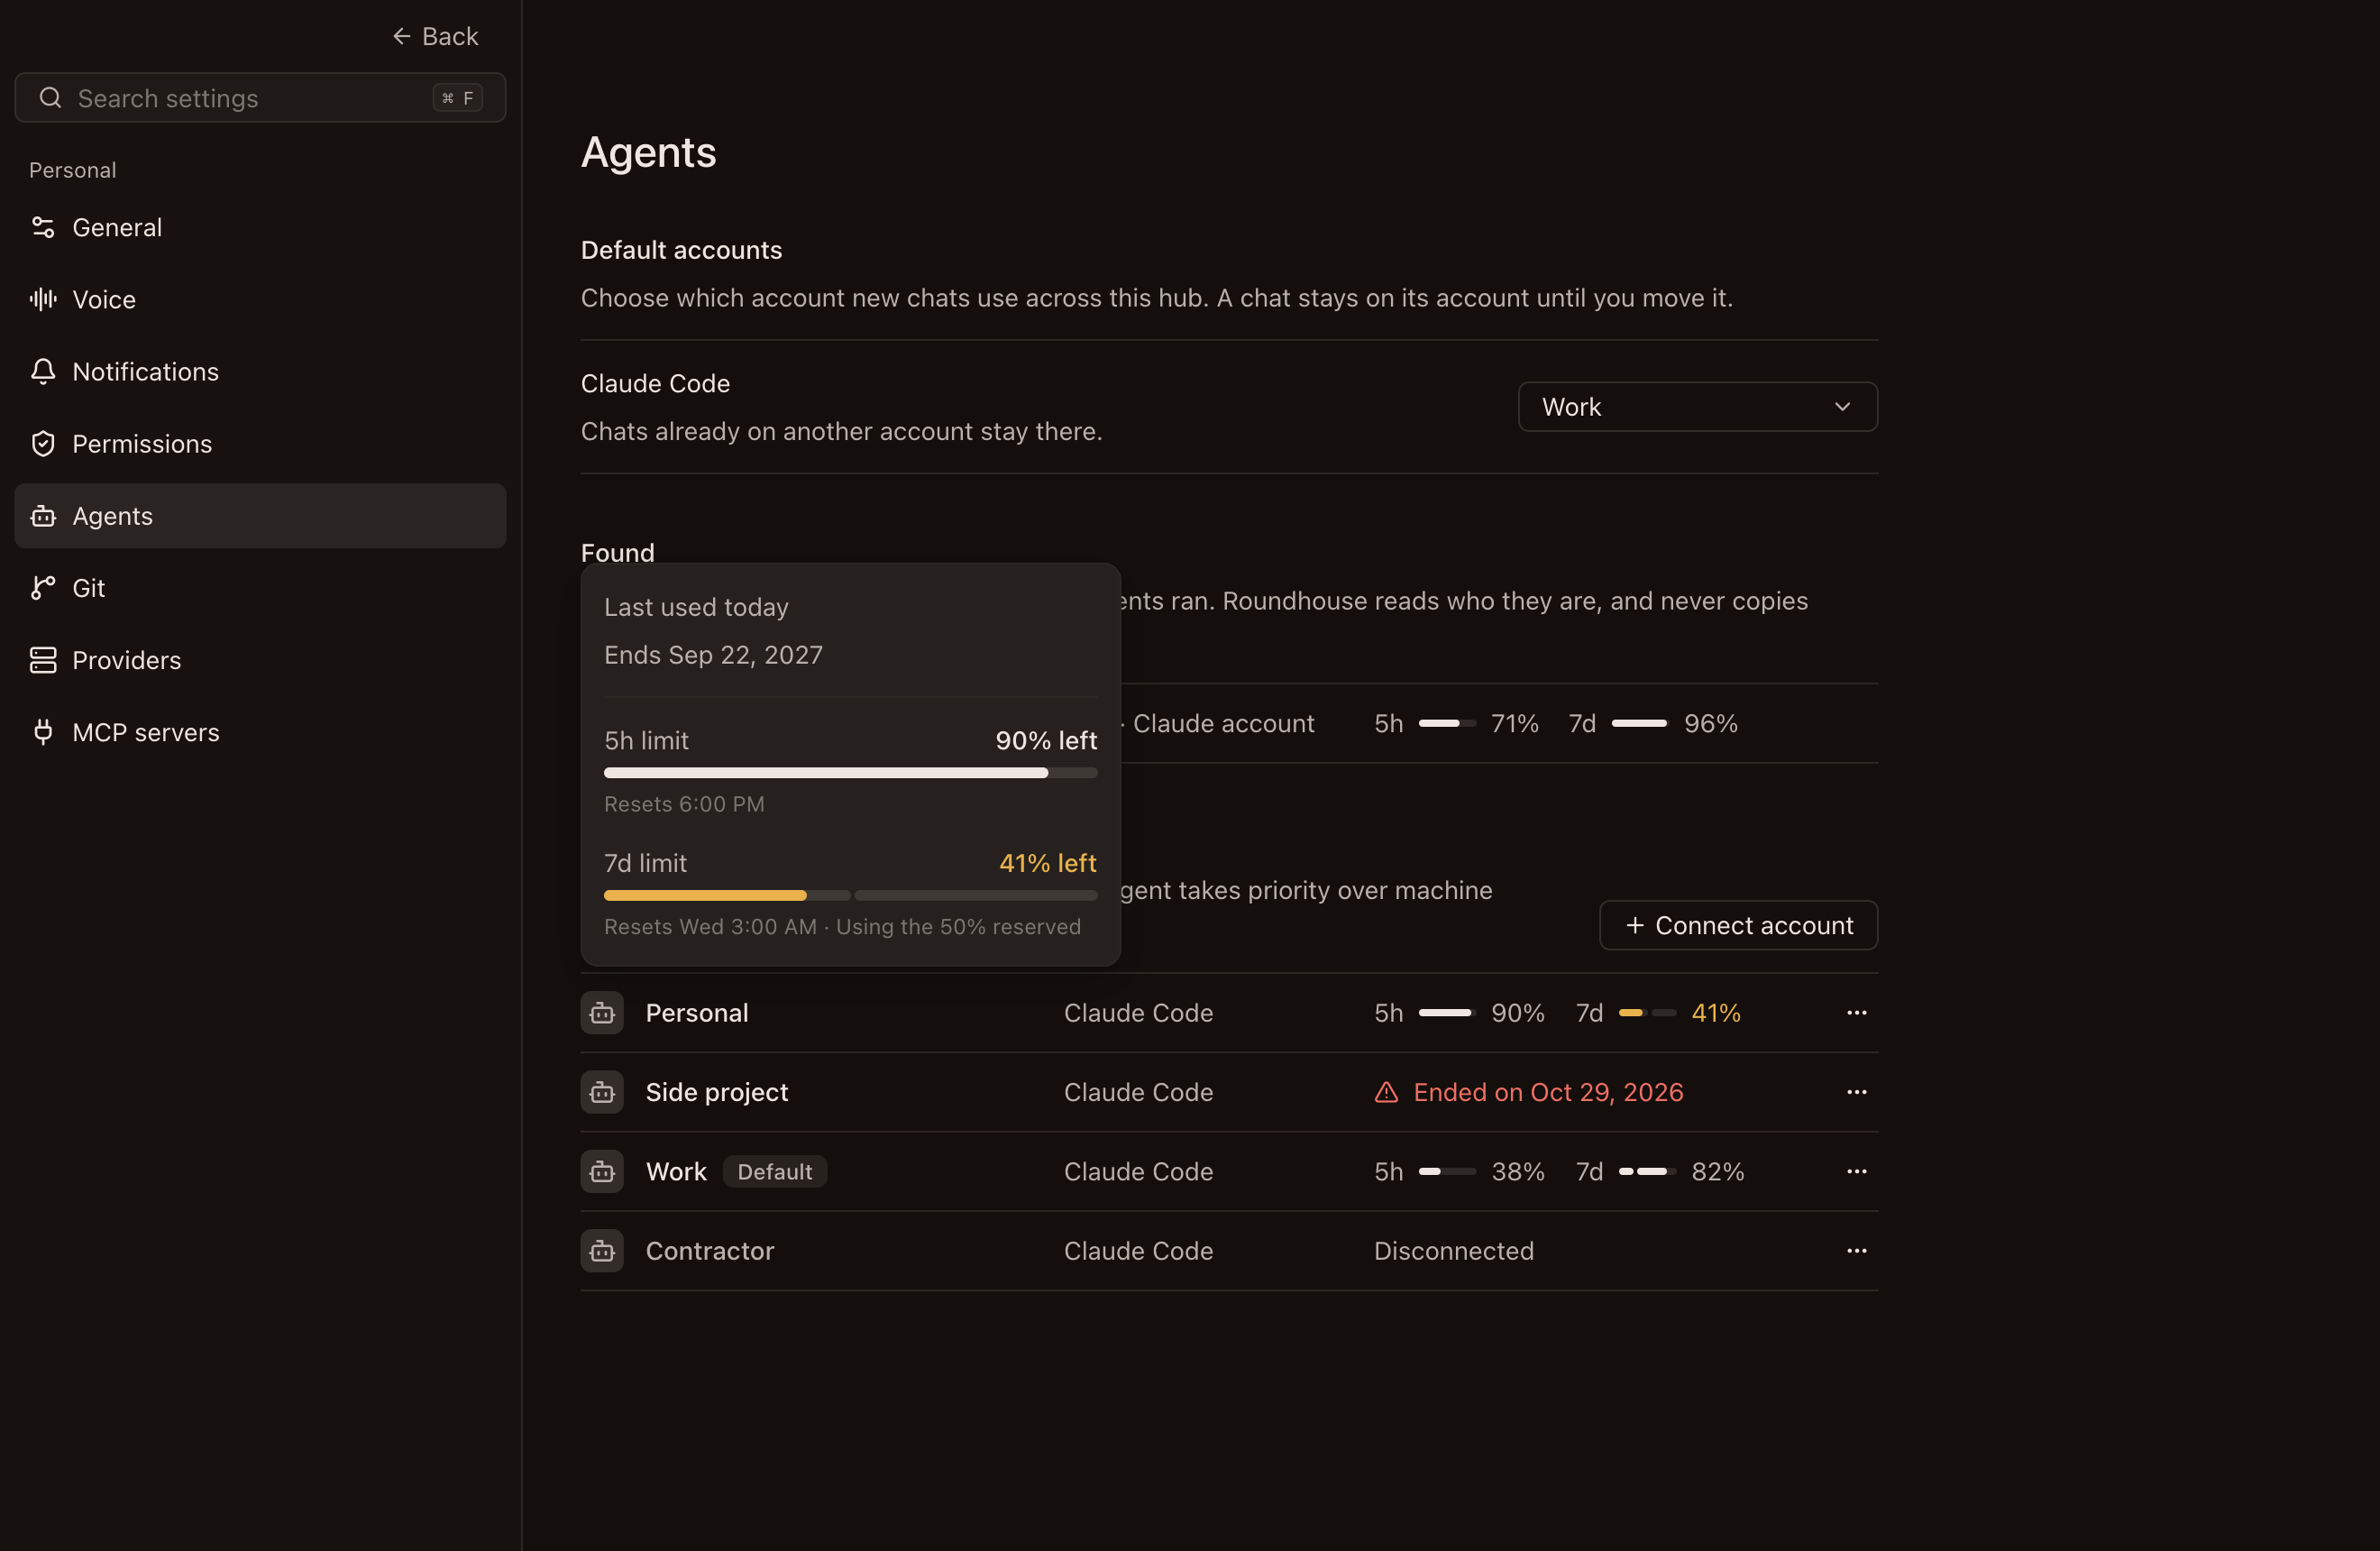 Back
Search settings
⌘ F
Personal
General
Voice
Notifications
Permissions
Agents
Git
Providers
MCP servers
Agents
Default accounts
Choose which account new chats use across this hub. A chat stays on its account until you move it.
Claude Code
Chats already on another account stay there.
Work
Found
ran. Roundhouse reads who they are, and never copies
Last used today
Ends Sep 22, 2027
5h limit 90% left
Resets 6:00 PM
7d limit 41% left
Resets Wed 3:00 AM · Using the 50% reserved
· Claude account 5h 71% 7d 96%
takes priority over machine
+ Connect account
Personal Claude Code 5h 90% 7d 41% ...
Side project Claude Code Ended on Oct 29, 2026 ...
Work Default Claude Code 5h 38% 7d 82% ...
Contractor Claude Code Disconnected ...